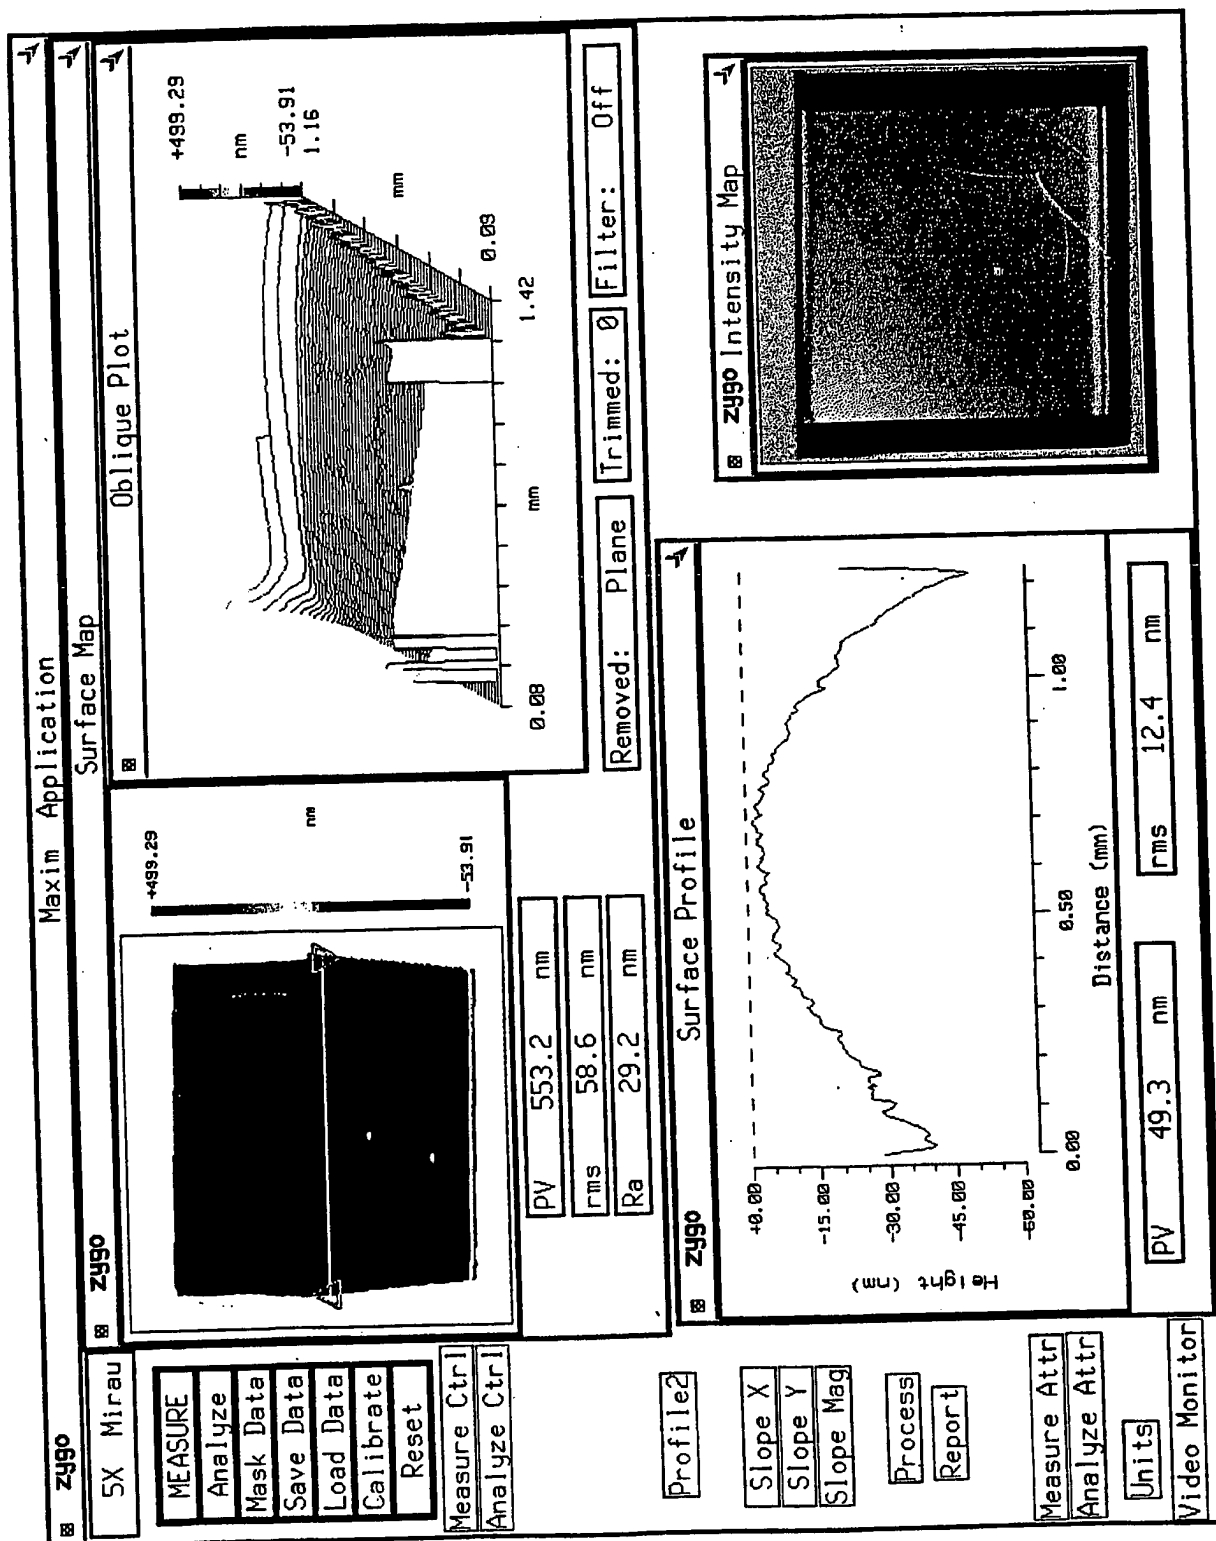 zygo Maxim Application
zygo Surface Map
5X Mirau
MEASURE
Analyze
Mask Data
Save Data
Load Data
Calibrate
Reset
Measure Ctrl
Analyze Ctrl
+499.29
nm
-53.91
PV 553.2 nm
rms 58.6 nm
Ra 29.2 nm
Oblique Plot
+499.29
nm
-53.91
1.16
mm
0.09
0.08
mm
1.42
Removed: Plane
Trimmed: 0
Filter: Off
Profile2
Slope X
Slope Y
Slope Mag
Process
Report
Measure Attr
Analyze Attr
Units
Video Monitor
zygo Surface Profile
Height (nm)
+0.00
-15.00
-30.00
-45.00
-60.00
0.00
0.50
1.00
Distance (mm)
PV 49.3 nm
rms 12.4 nm
zygo Intensity Map